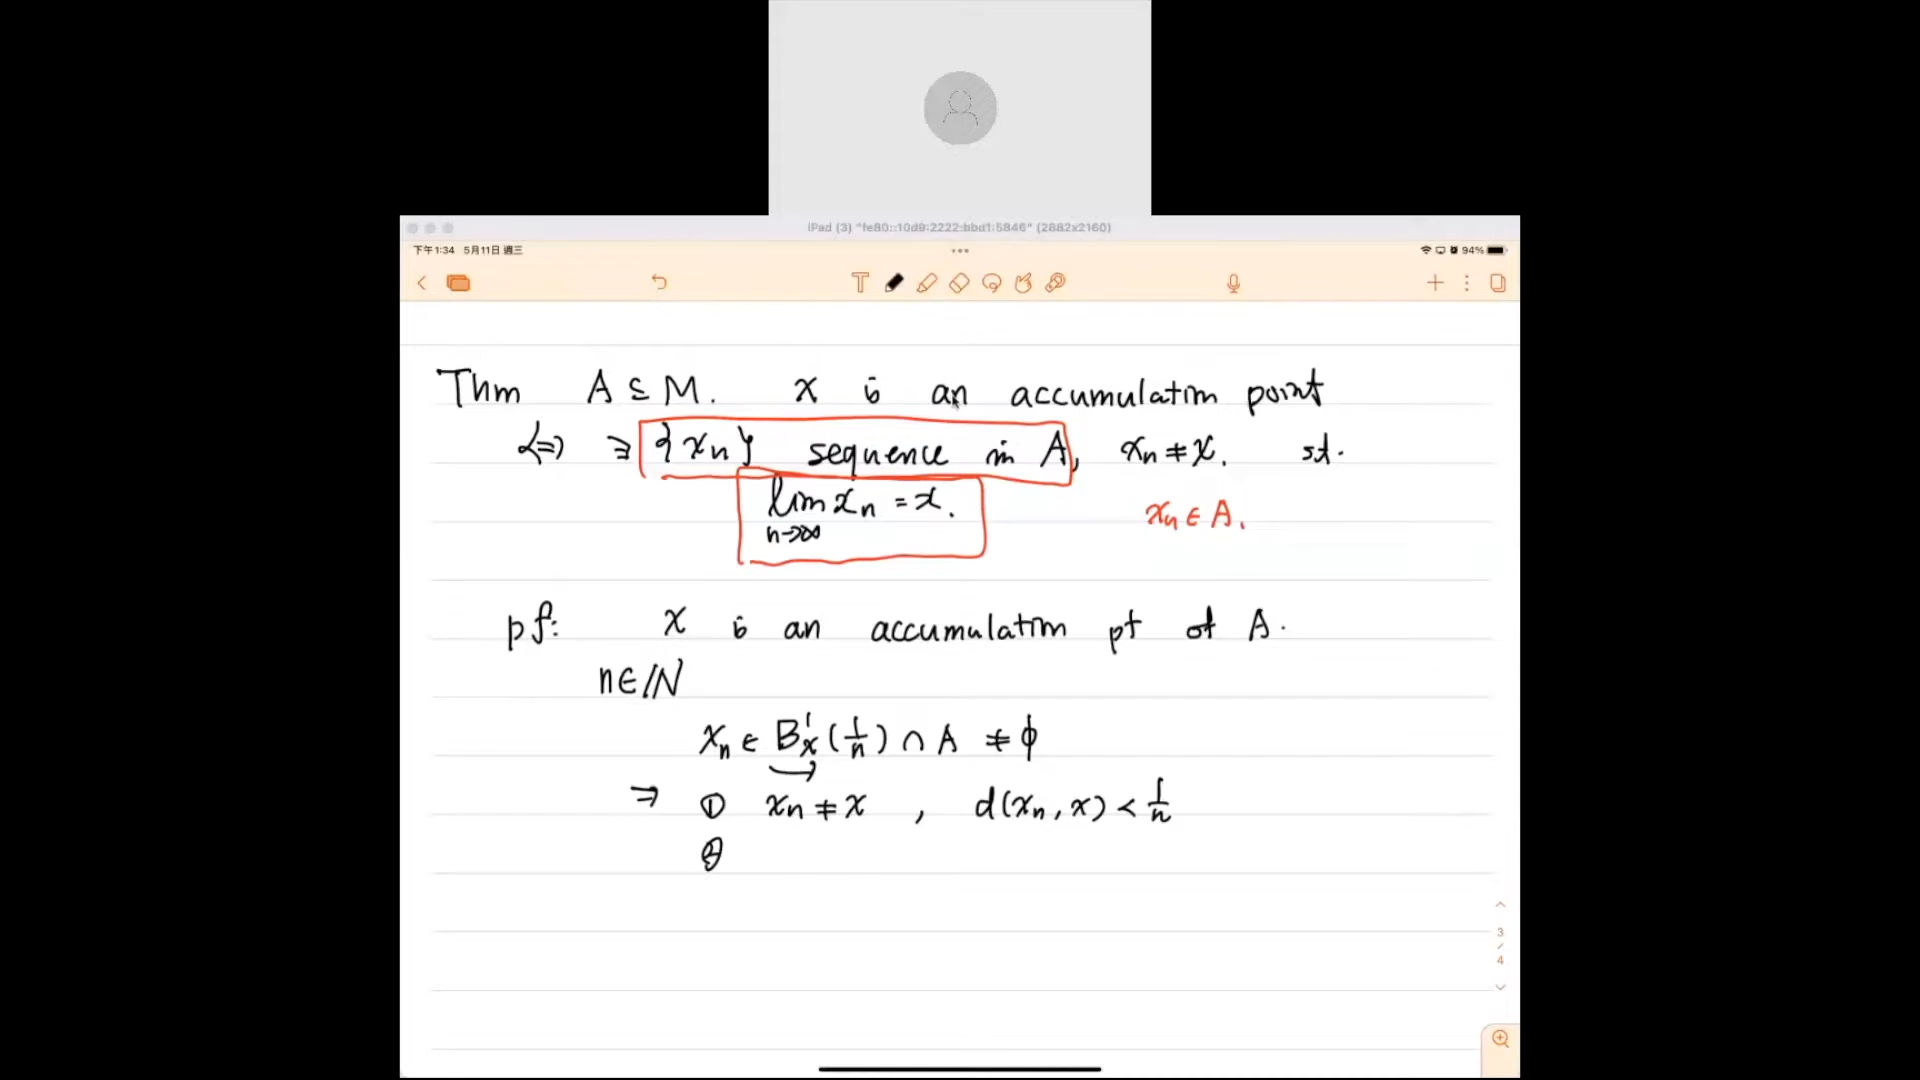 iPad (3) "fe80::10d9:2222:bbd1:5846" (2882x2160)
下午1:34 5月11日 週三
94%
Thm A ⊆ M. x is an accumulation point
⇔ ∃ {xn} sequence in A, xn ≠ x. st.
lim xn = x.
n→∞
xn ∈ A.
pf: x is an accumulation pt of A.
n∈ℕ
xn ∈ B'x(1/n) ∩ A ≠ ϕ
⇒ ① xn ≠ x , d(xn, x) < 1/n
②
3
/
4